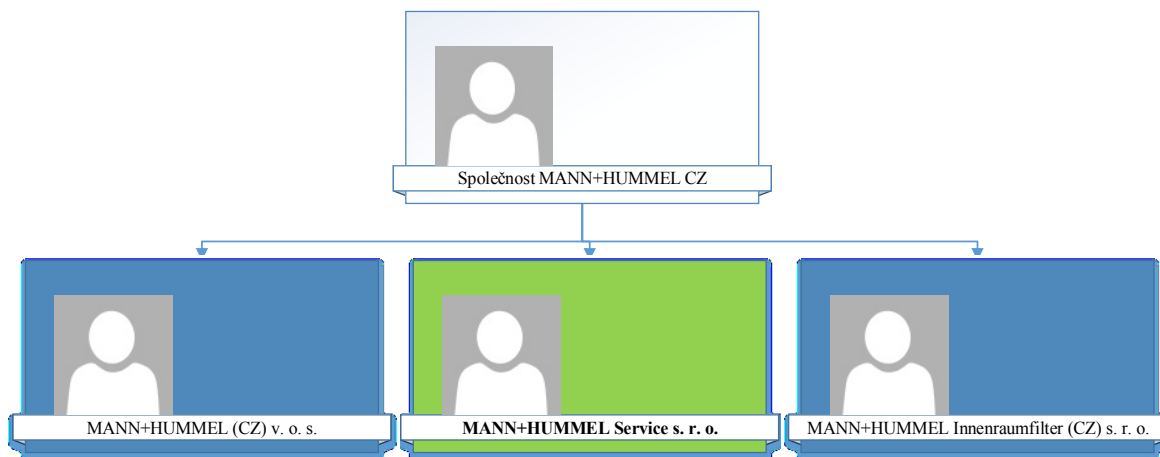 Společnost MANN+HUMMEL CZ
MANN+HUMMEL (CZ) v. o. s.
MANN+HUMMEL Service s. r. o.
MANN+HUMMEL Innenraumfilter (CZ) s. r. o.